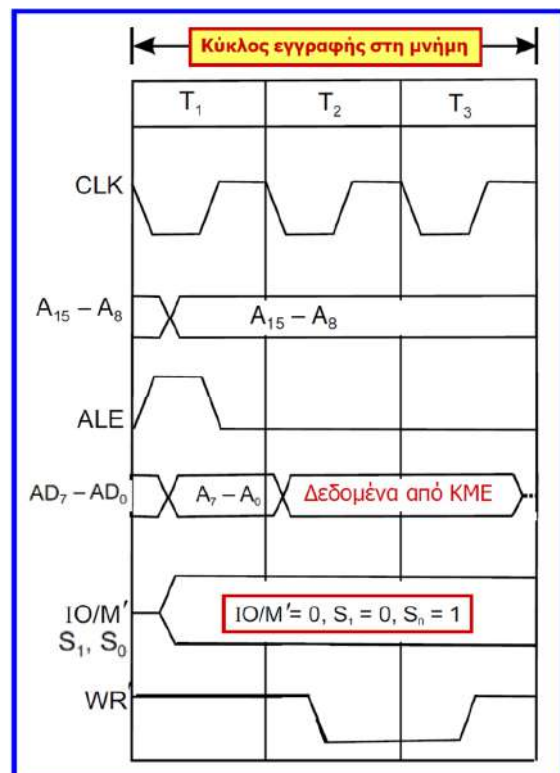 Κύκλος εγγραφής στη μνήμη
T₁ T₂ T₃
CLK
A₁₅ – A₈ A₁₅ – A₈
ALE
AD₇ – AD₀ A₇ – A₀ Δεδομένα από ΚΜΕ
IO/M′ IO/M′= 0, S₁ = 0, S₀ = 1
S₁, S₀
WR′